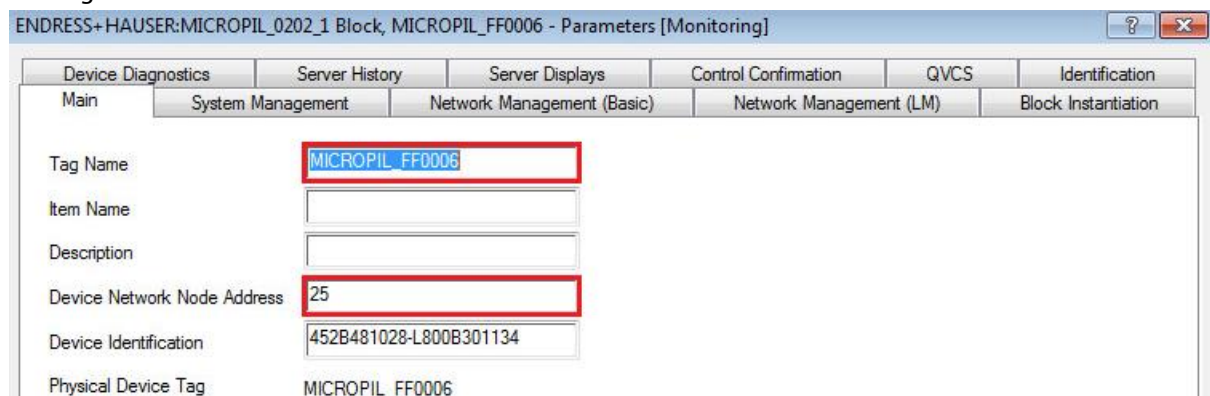 ENDRESS+HAUSER:MICROPIL_0202_1 Block, MICROPIL_FF0006 - Parameters [Monitoring]
Device Diagnostics Server History Server Displays Control Confirmation QVCS Identification
Main System Management Network Management (Basic) Network Management (LM) Block Instantiation
Tag Name MICROPIL_FF0006
Item Name
Description
Device Network Node Address 25
Device Identification 452B481028-L800B301134
Physical Device Tag MICROPIL_FF0006